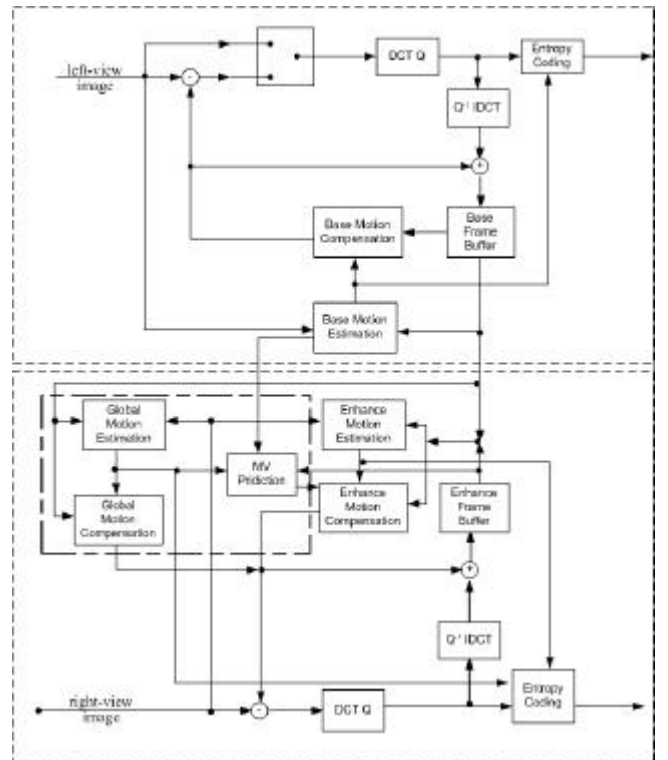 left-view
image
-
DCT Q
Entropy
Coding
Q⁻¹ IDCT
+
Base Motion
Compensation
Base
Frame
Buffer
Base Motion
Estimation
Global
Motion
Estimation
Enhance
Motion
Estimation
MV
Prdiction
Global
Motion
Compensation
Enhance
Motion
Compensation
Enhance
Frame
Buffer
+
Q⁻¹ IDCT
right-view
image
-
DCT Q
Entropy
Coding